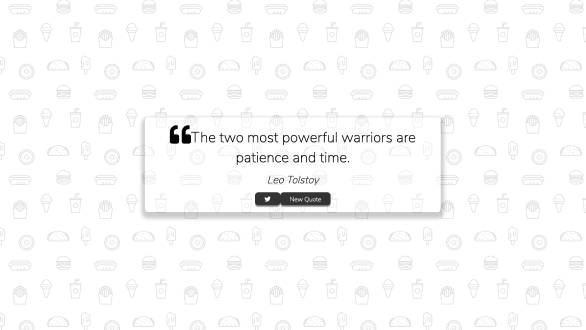 ❝The two most powerful warriors are
patience and time.
Leo Tolstoy
New Quote